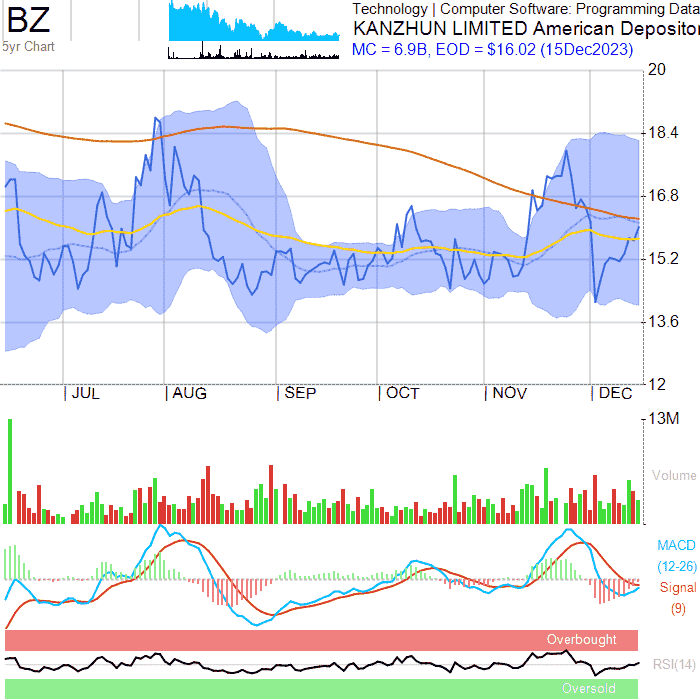 BZ
5yr Chart
Technology | Computer Software: Programming Data
KANZHUN LIMITED American Depositor
MC = 6.9B, EOD = $16.02 (15Dec2023)
20
18.4
16.8
15.2
13.6
12
JUL AUG SEP OCT NOV DEC
13M
Volume
MACD
(12-26)
Signal
(9)
Overbought
RSI(14)
Oversold